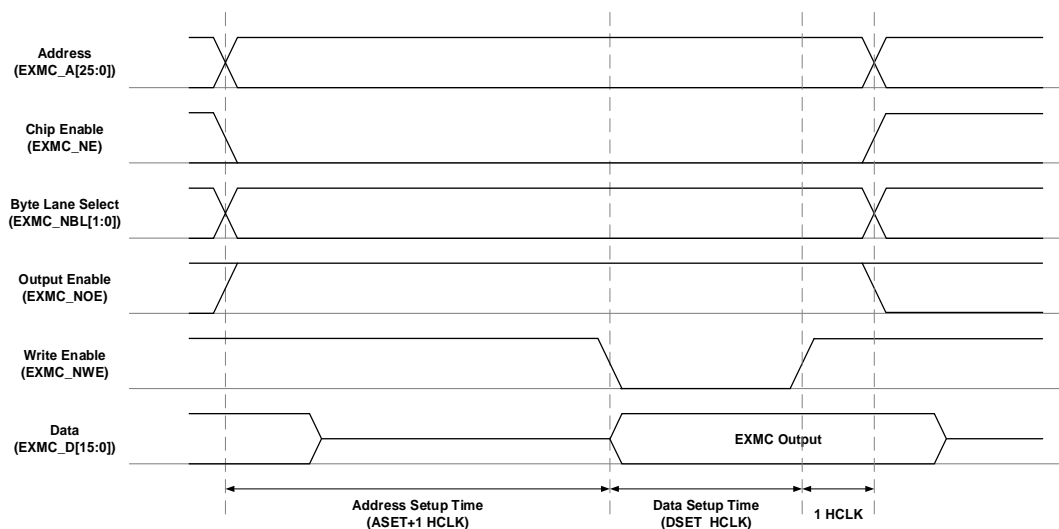 Address
(EXMC_A[25:0])
Chip Enable
(EXMC_NE)
Byte Lane Select
(EXMC_NBL[1:0])
Output Enable
(EXMC_NOE)
Write Enable
(EXMC_NWE)
Data
(EXMC_D[15:0])
EXMC Output
Address Setup Time
(ASET+1 HCLK)
Data Setup Time
(DSET HCLK)
1 HCLK